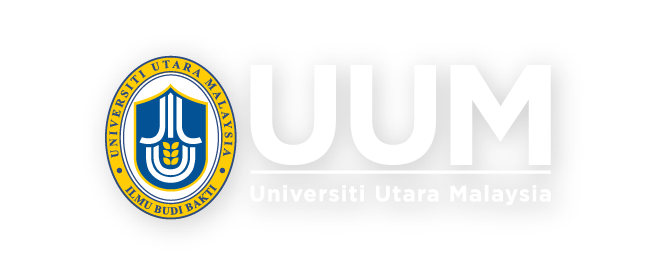 UNIVERSITI UTARA MALAYSIA
ILMU BUDI BAKTI
UUM
Universiti Utara Malaysia